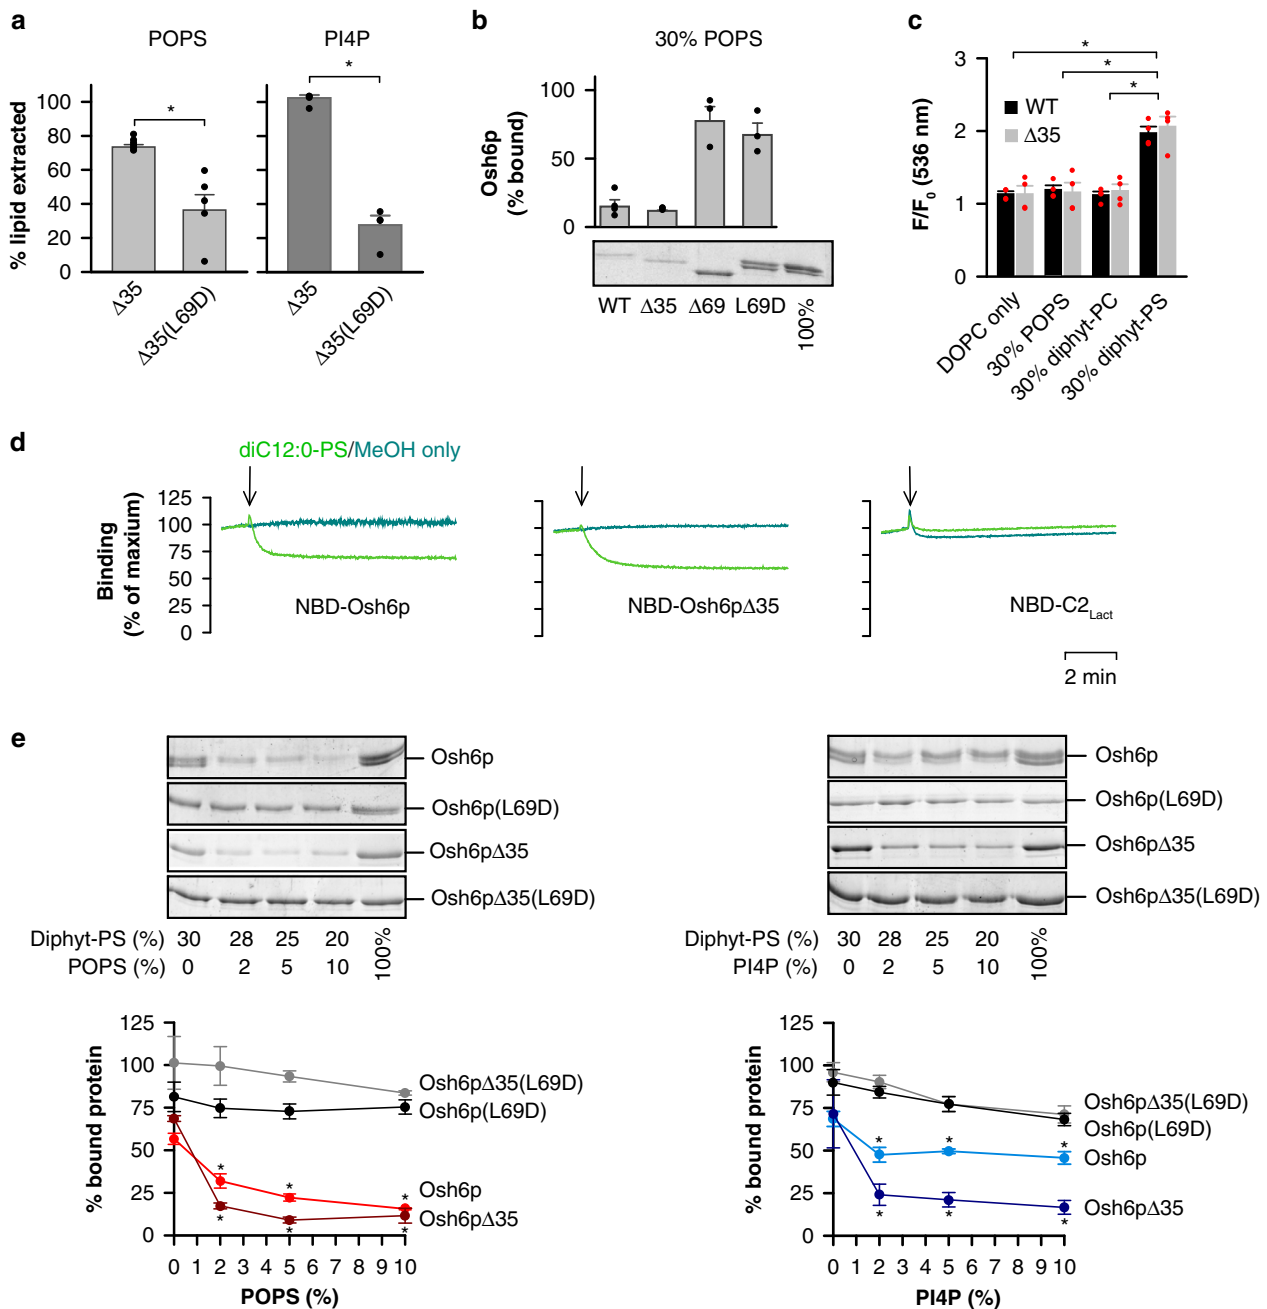 a
POPS
PI4P
% lipid extracted
100
80
60
40
20
0
*
*
Δ35
Δ35(L69D)
Δ35
Δ35(L69D)
b
30% POPS
Osh6p
(% bound)
100
50
0
WT Δ35 Δ69 L69D 100%
c
F/F0 (536 nm)
3
2
1
0
*
*
*
WT
Δ35
DOPC only
30% POPS
30% diphyt-PC
30% diphyt-PS
d
diC12:0-PS/MeOH only
Binding
(% of maxium)
125
100
75
50
25
0
NBD-Osh6p
NBD-Osh6pΔ35
NBD-C2Lact
2 min
e
Osh6p
Osh6p(L69D)
Osh6pΔ35
Osh6pΔ35(L69D)
Diphyt-PS (%) 30 28 25 20 100%
POPS (%) 0 2 5 10
Osh6p
Osh6p(L69D)
Osh6pΔ35
Osh6pΔ35(L69D)
Diphyt-PS (%) 30 28 25 20 100%
PI4P (%) 0 2 5 10
% bound protein
125
100
75
50
25
0
Osh6pΔ35(L69D)
Osh6p(L69D)
Osh6p
Osh6pΔ35
* * *
* * *
0 1 2 3 4 5 6 7 8 9 10
POPS (%)
% bound protein
125
100
75
50
25
0
Osh6pΔ35(L69D)
Osh6p(L69D)
Osh6p
Osh6pΔ35
* * *
* * *
0 1 2 3 4 5 6 7 8 9 10
PI4P (%)